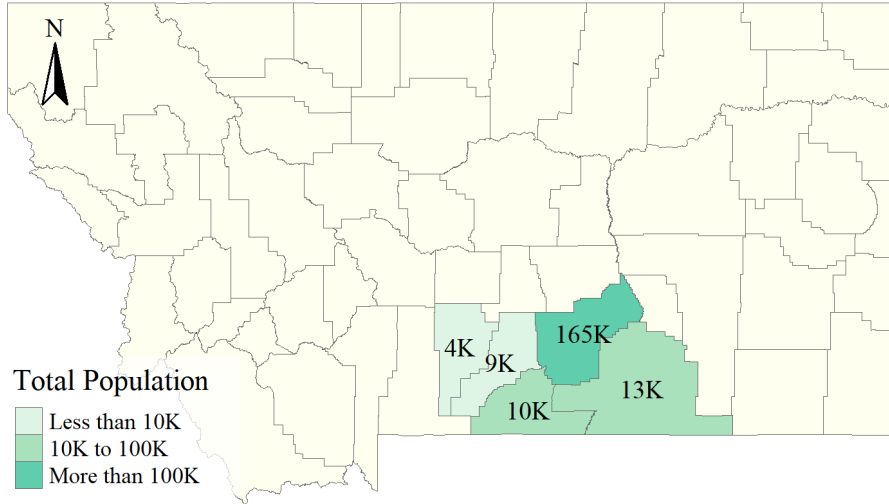 N
4K
9K
165K
10K
13K
Total Population
Less than 10K
10K to 100K
More than 100K